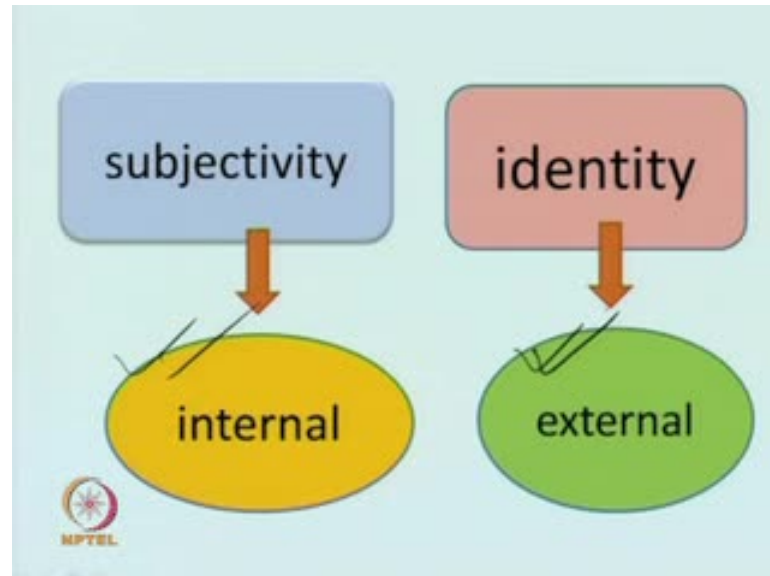 subjectivity
identity
internal
external
NPTEL